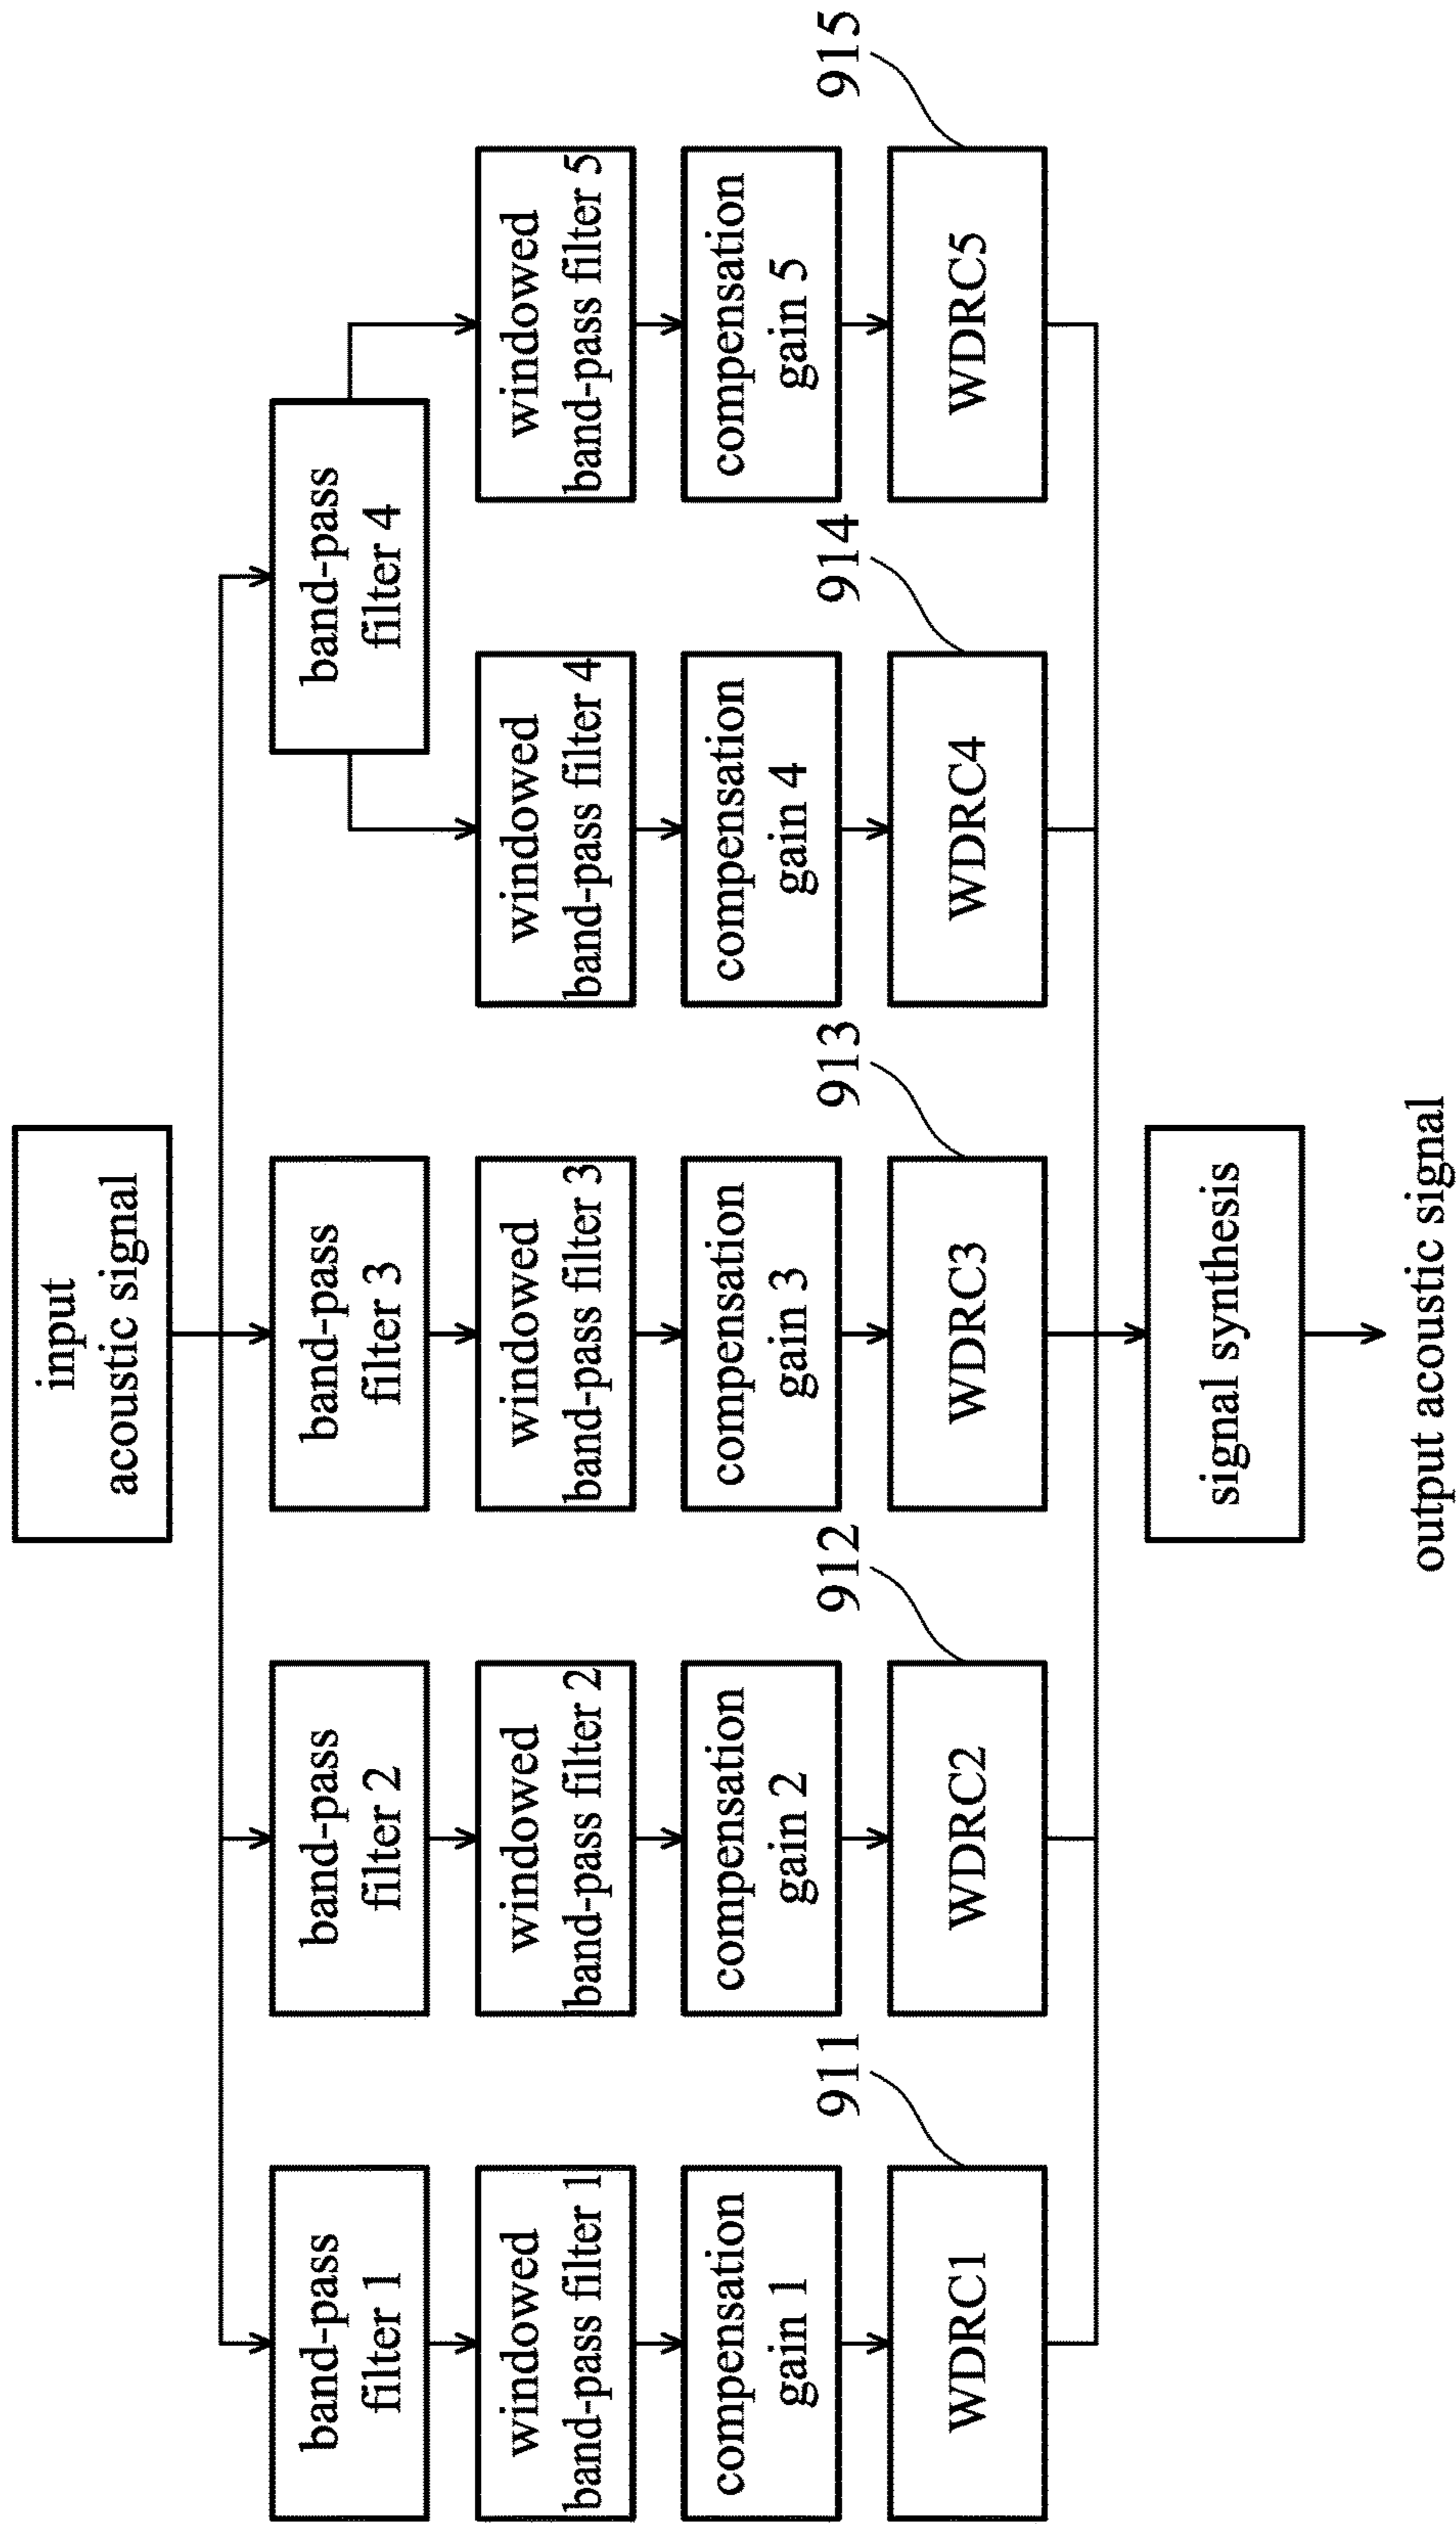 input
acoustic signal
band-pass
filter 1
band-pass
filter 2
band-pass
filter 3
band-pass
filter 4
windowed
band-pass filter 1
windowed
band-pass filter 2
windowed
band-pass filter 3
windowed
band-pass filter 4
windowed
band-pass filter 5
compensation
gain 1
compensation
gain 2
compensation
gain 3
compensation
gain 4
compensation
gain 5
911
912
913
914
915
WDRC1
WDRC2
WDRC3
WDRC4
WDRC5
signal synthesis
output acoustic signal